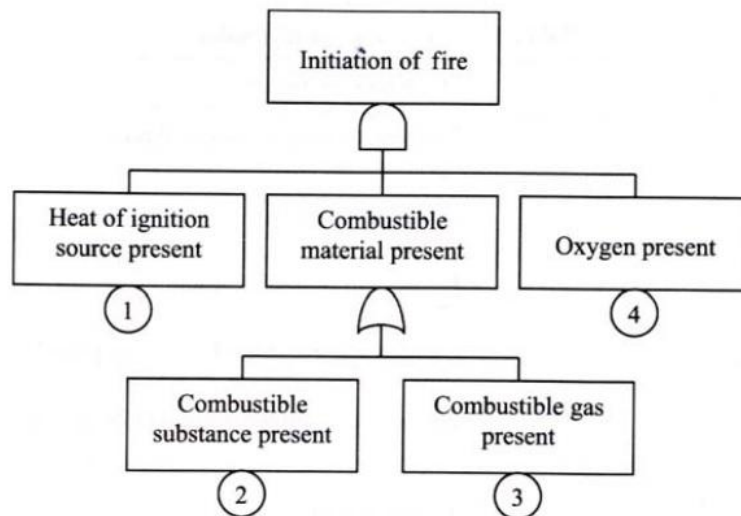 Initiation of fire
Heat of ignition
source present
Combustible
material present
Oxygen present
1
4
Combustible
substance present
Combustible gas
present
2
3